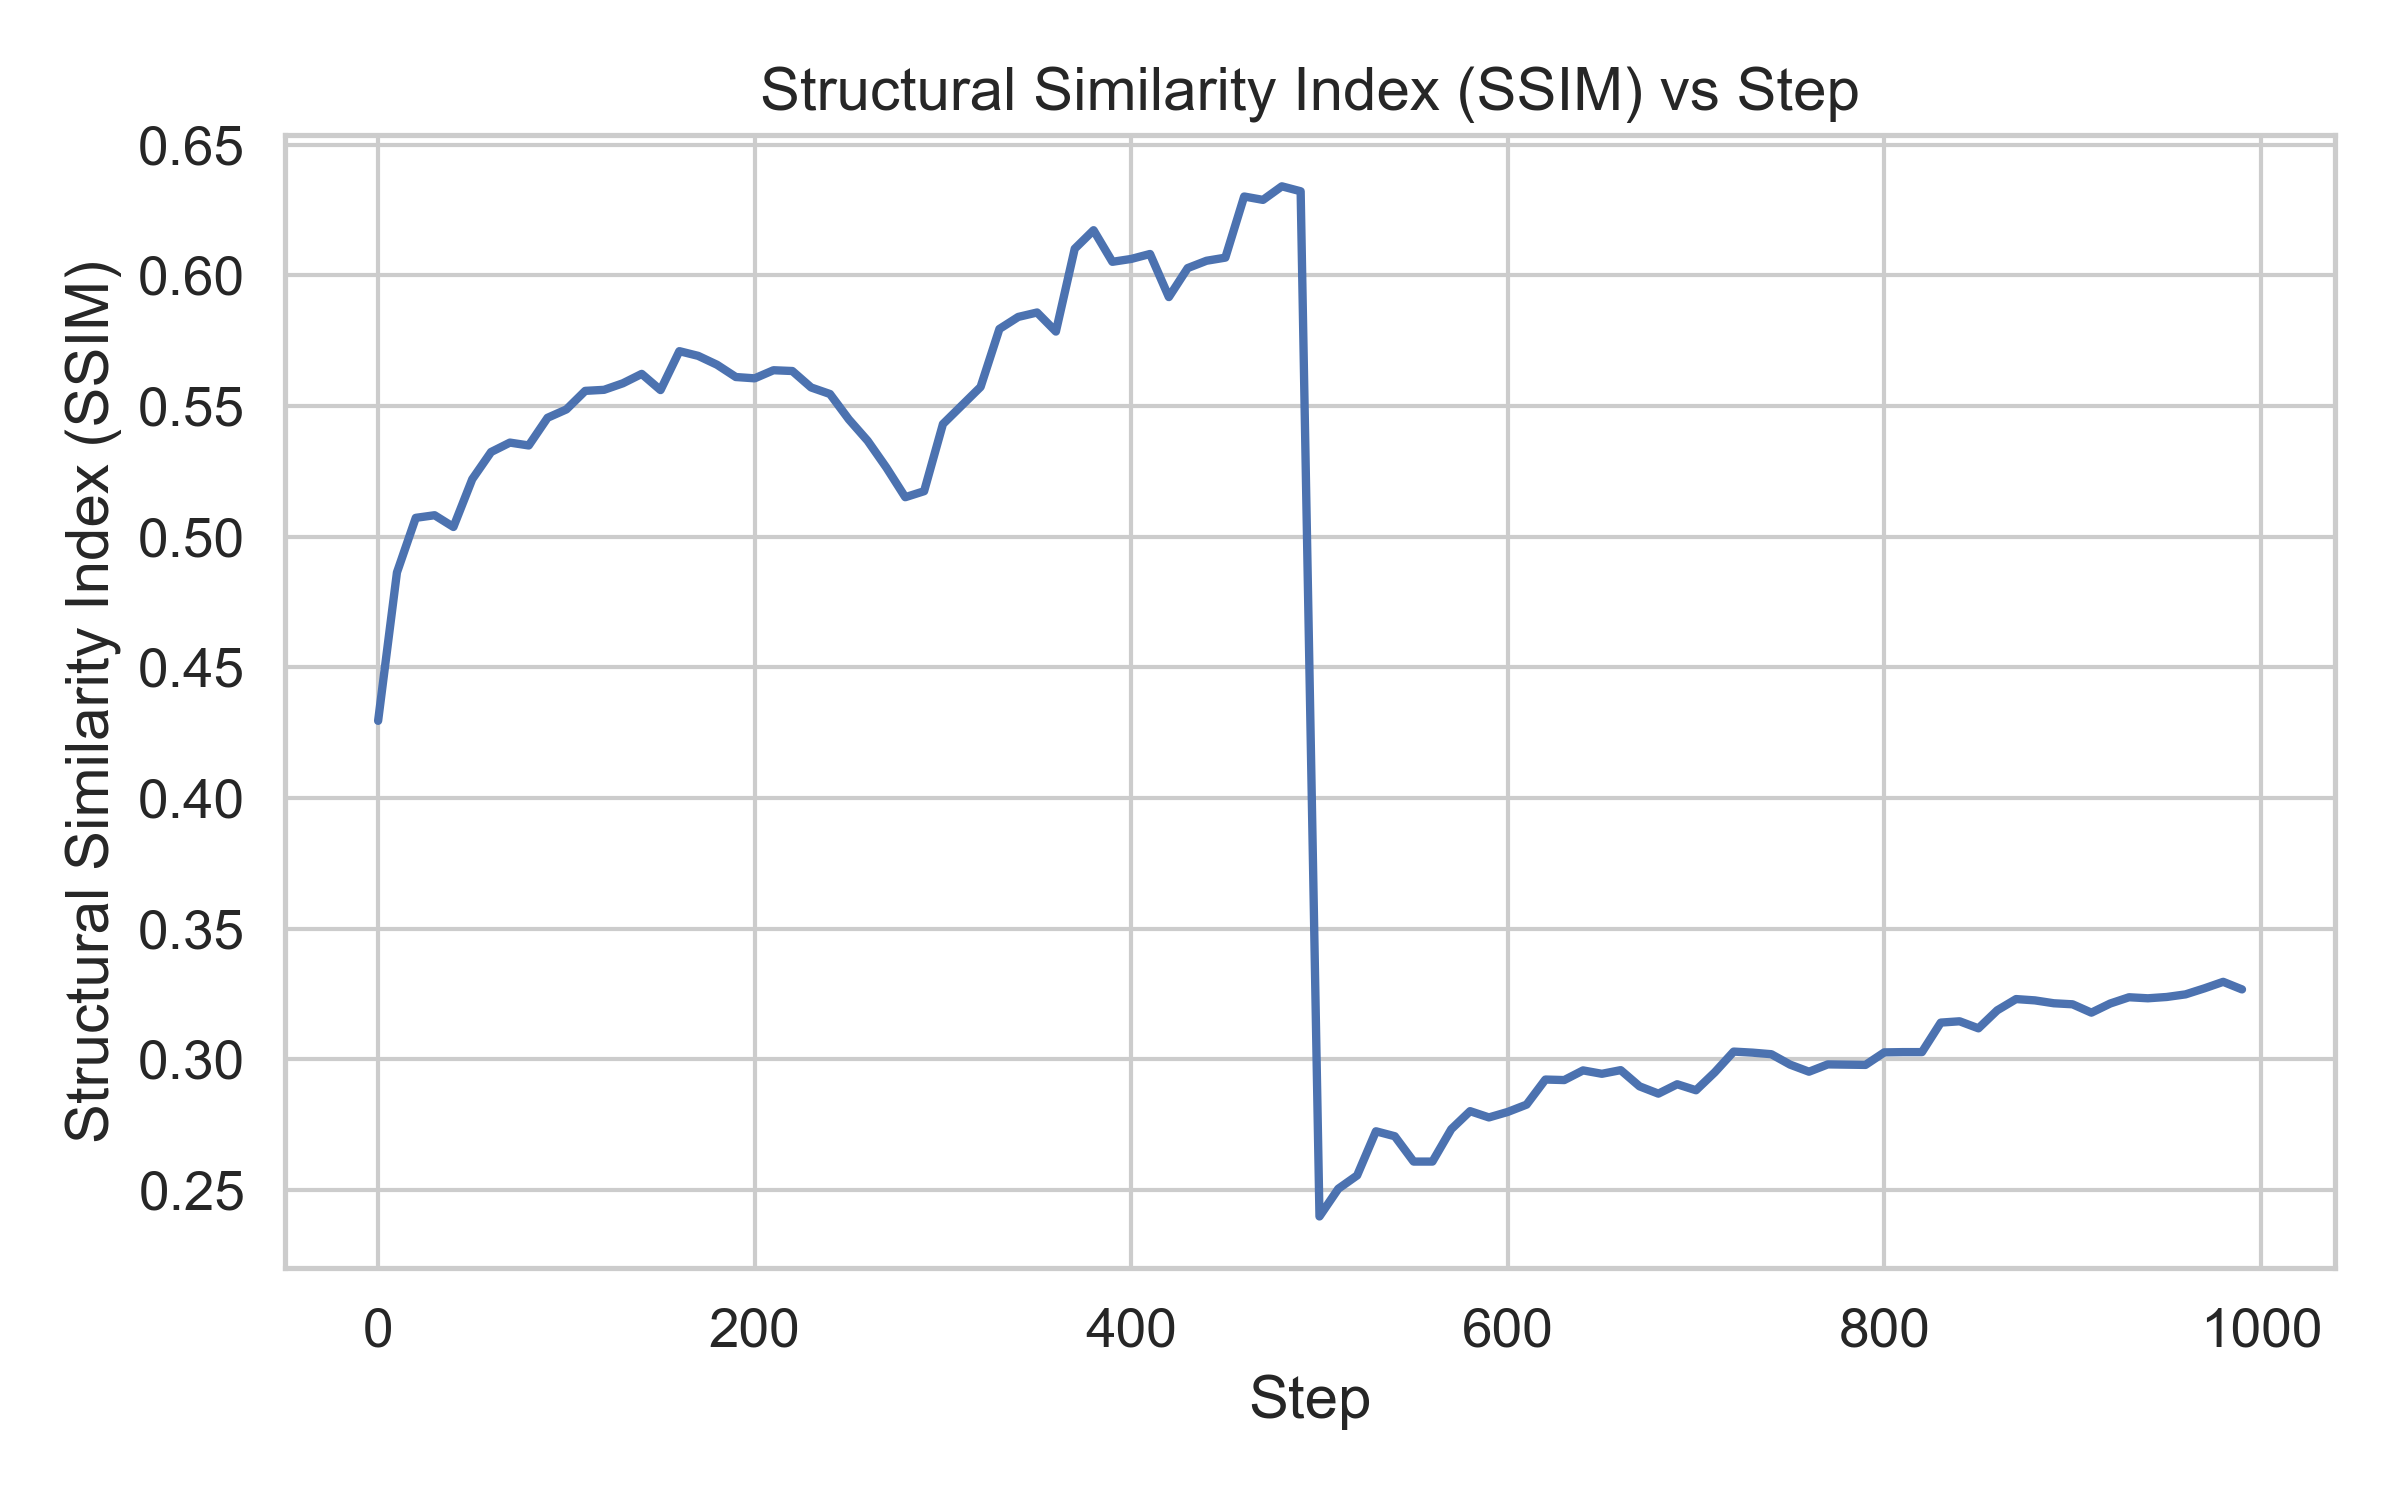 Structural Similarity Index (SSIM) vs Step
Structural Similarity Index (SSIM)
0.65
0.60
0.55
0.50
0.45
0.40
0.35
0.30
0.25
0 200 400 600 800 1000
Step